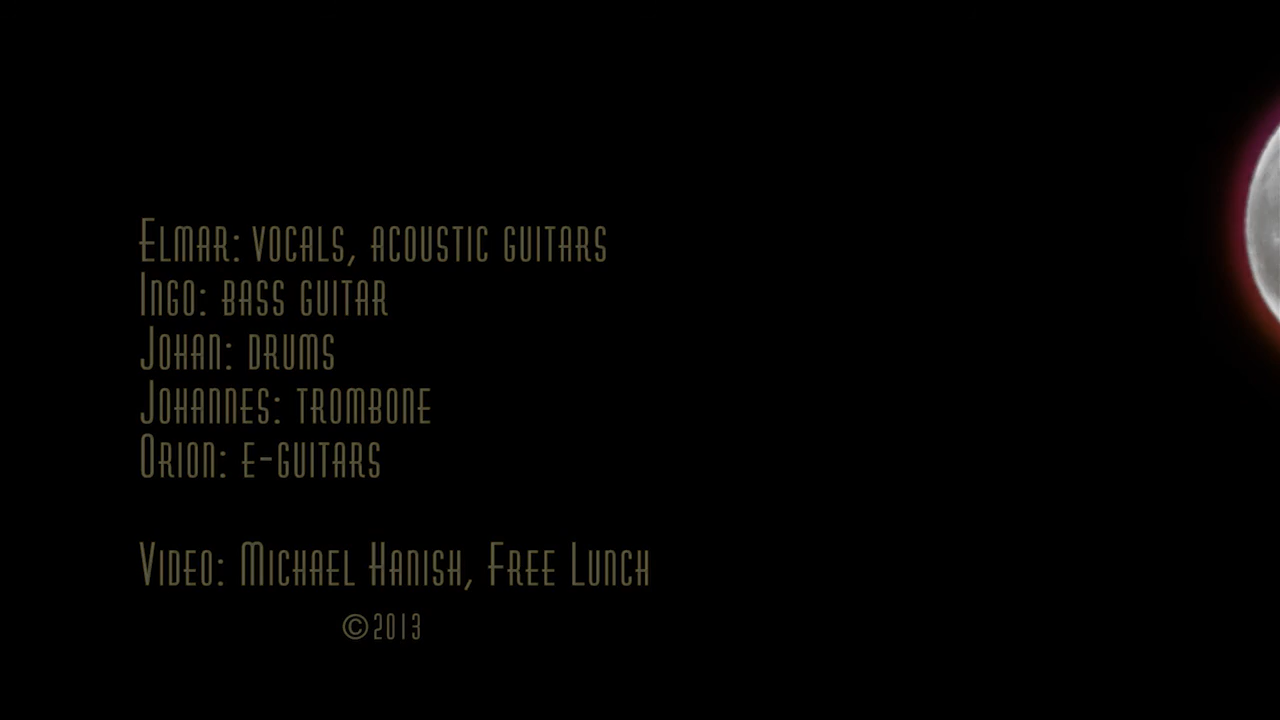 Elmar: vocals, acoustic guitars
Ingo: bass guitar
Johan: drums
Johannes: trombone
Orion: e-guitars
Video: Michael Hanish, Free Lunch
©2013